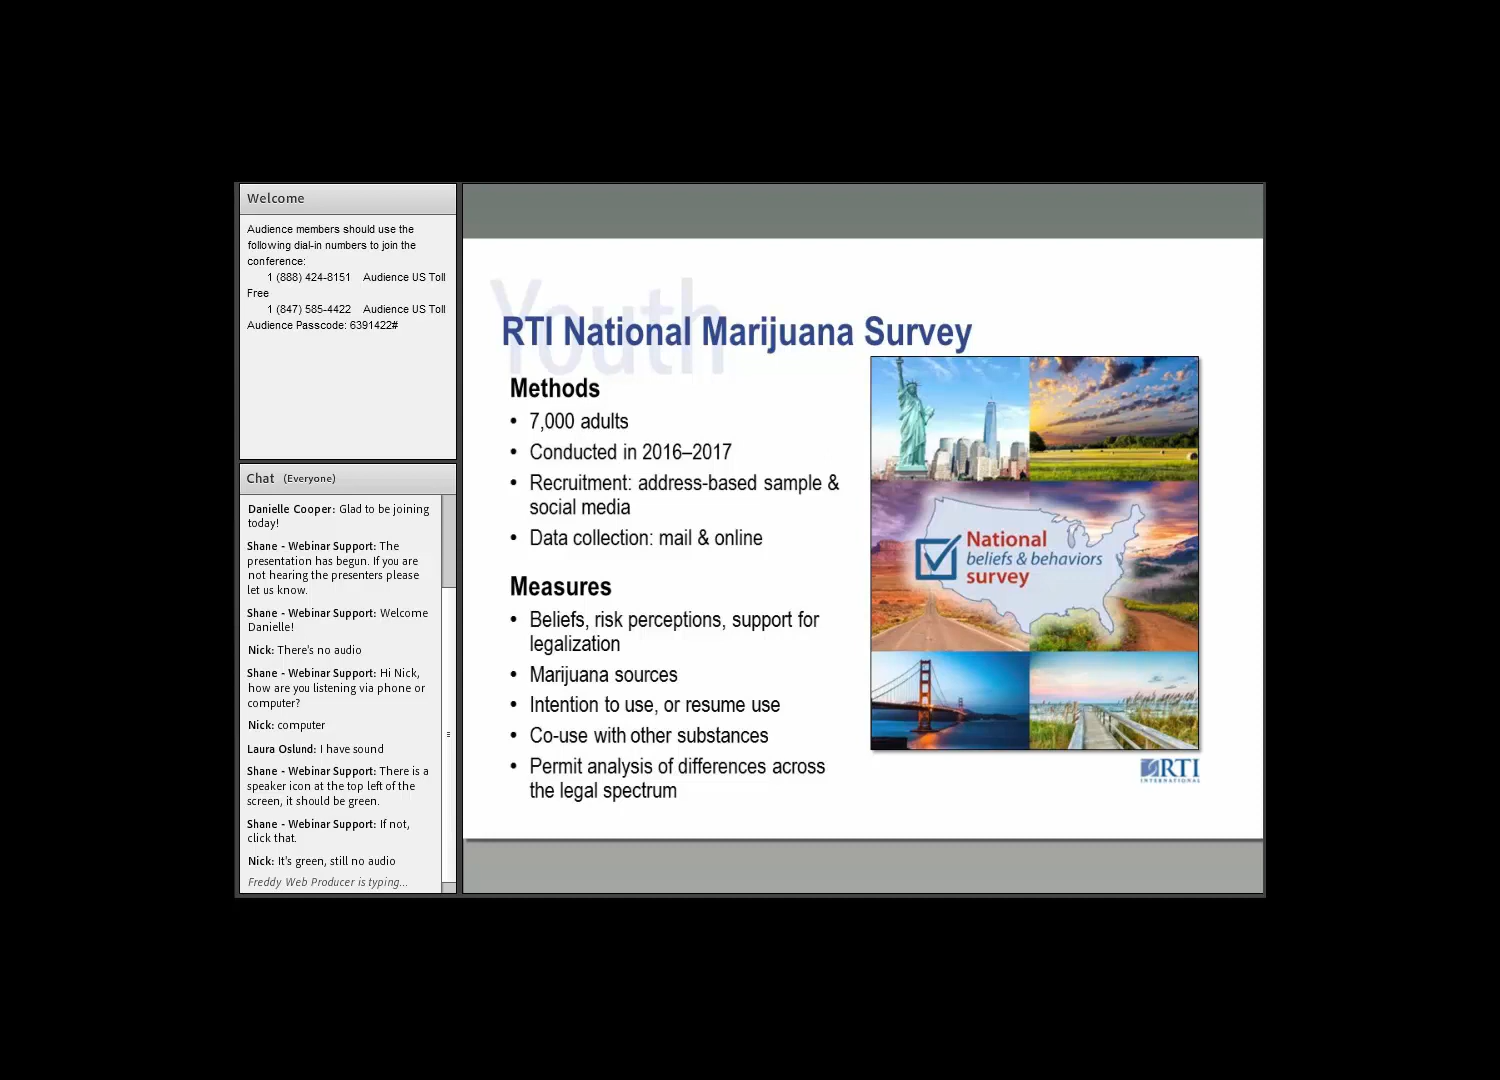 Welcome
Audience members should use the
following dial-in numbers to join the
conference:
1 (888) 424-8151    Audience US Toll
Free
1 (847) 585-4422    Audience US Toll
Audience Passcode: 6391422#
Chat (Everyone)
Danielle Cooper: Glad to be joining
today!
Shane - Webinar Support: The
presentation has begun. If you are
not hearing the presenters please
let us know.
Shane - Webinar Support: Welcome
Danielle!
Nick: There's no audio
Shane - Webinar Support: Hi Nick,
how are you listening via phone or
computer?
Nick: computer
Laura Oslund: I have sound
Shane - Webinar Support: There is a
speaker icon at the top left of the
screen, it should be green.
Shane - Webinar Support: If not,
click that.
Nick: It's green, still no audio
Freddy Web Producer is typing...
Youth
RTI National Marijuana Survey
Methods
• 7,000 adults
• Conducted in 2016–2017
• Recruitment: address-based sample &
social media
• Data collection: mail & online
Measures
• Beliefs, risk perceptions, support for
legalization
• Marijuana sources
• Intention to use, or resume use
• Co-use with other substances
• Permit analysis of differences across
the legal spectrum
National
beliefs & behaviors
survey
RTI
INTERNATIONAL